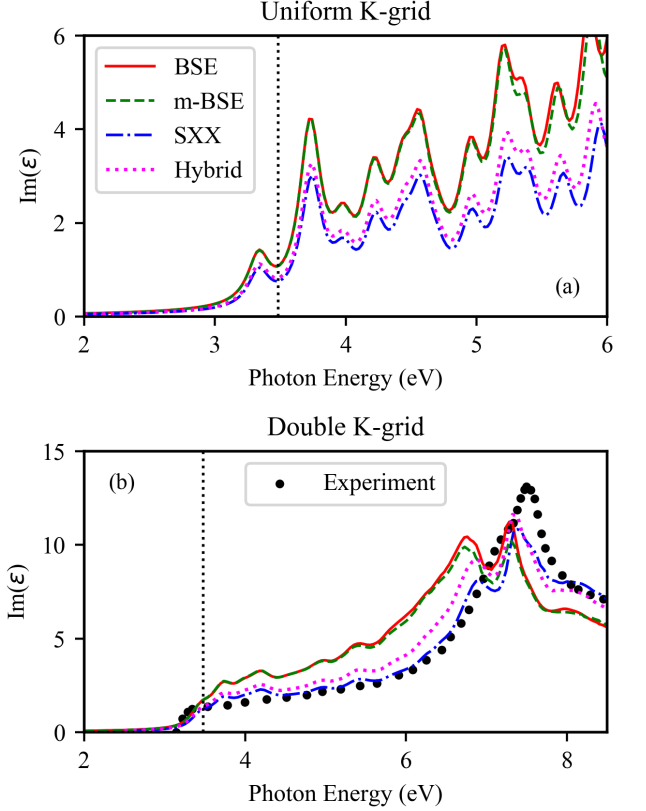 Uniform K-grid
6
4
2
0
Im(ε)
BSE
m-BSE
SXX
Hybrid
(a)
2 3 4 5 6
Photon Energy (eV)
Double K-grid
15
10
5
0
Im(ε)
(b)
Experiment
2 4 6 8
Photon Energy (eV)